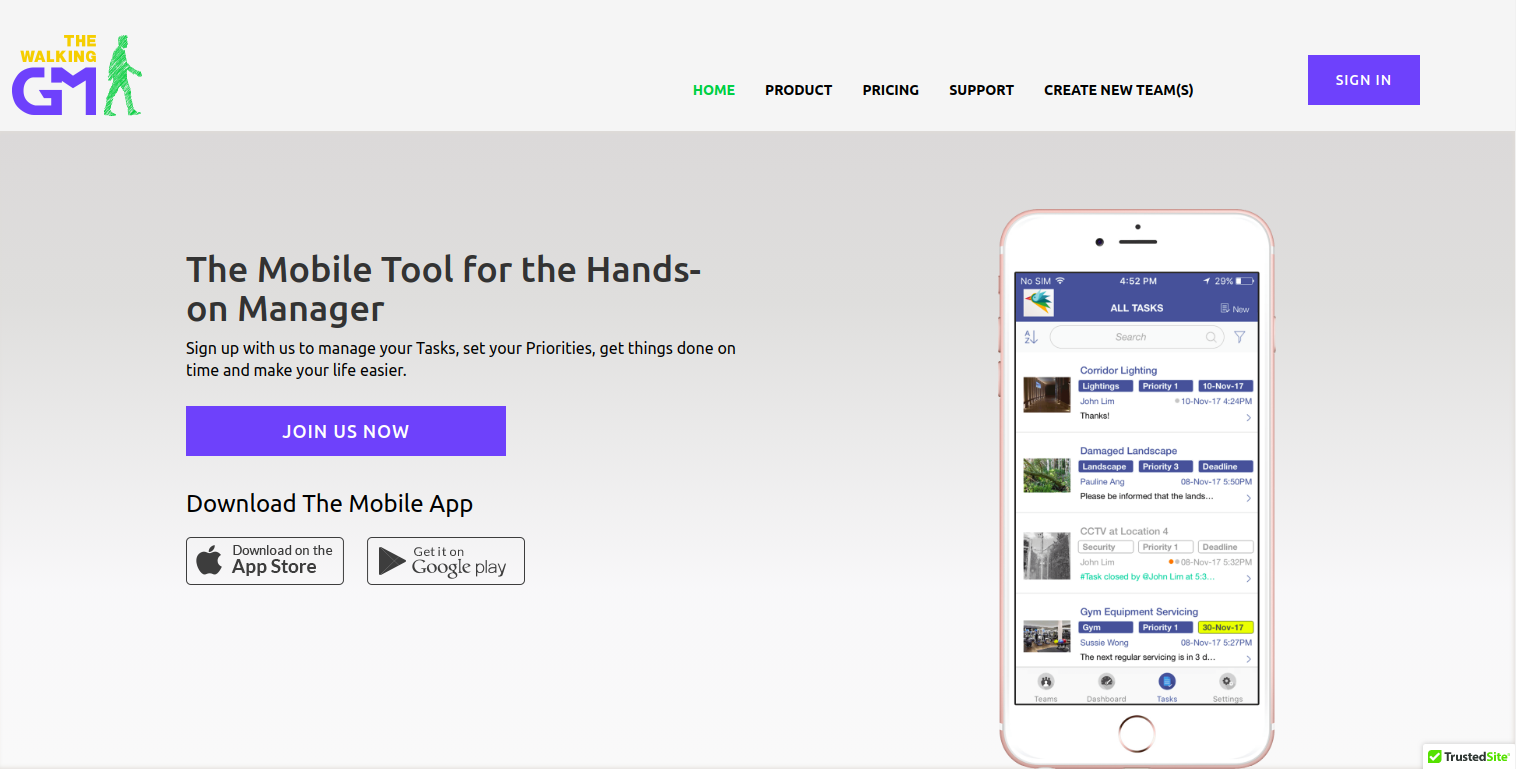 THE
WALKING
GM
HOME PRODUCT PRICING SUPPORT CREATE NEW TEAM(S)
SIGN IN
The Mobile Tool for the Hands-
on Manager
Sign up with us to manage your Tasks, set your Priorities, get things done on
time and make your life easier.
JOIN US NOW
Download The Mobile App
Download on the
App Store
Get it on
Google play
No SIM 4:52 PM 29%
ALL TASKS New
A
Z
Search
Corridor Lighting
Lightings Priority 1 10-Nov-17
John Lim 10-Nov-17 4:24PM
Thanks!
Damaged Landscape
Landscape Priority 3 Deadline
Pauline Ang 08-Nov-17 5:50PM
Please be informed that the lands...
CCTV at Location 4
Security Priority 1 Deadline
John Lim 08-Nov-17 5:32PM
#Task closed by @John Lim at 5:3...
Gym Equipment Servicing
Gym Priority 1 30-Nov-17
Sussie Wong 08-Nov-17 5:27PM
The next regular servicing is in 3 d...
Teams Dashboard Tasks Settings
TrustedSite